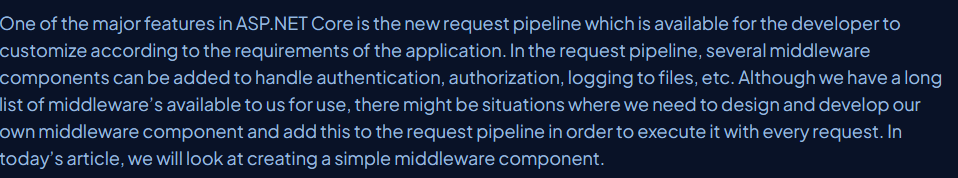 One of the major features in ASP.NET Core is the new request pipeline which is available for the developer to
customize according to the requirements of the application. In the request pipeline, several middleware
components can be added to handle authentication, authorization, logging to files, etc. Although we have a long
list of middleware’s available to us for use, there might be situations where we need to design and develop our
own middleware component and add this to the request pipeline in order to execute it with every request. In
today’s article, we will look at creating a simple middleware component.